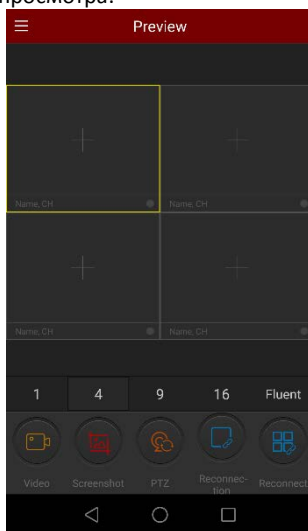 просмотра.
Preview
Name, CH
Name, CH
Name, CH
Name, CH
1 4 9 16 Fluent
Video Screenshot PTZ Reconnec-
tion Reconnect